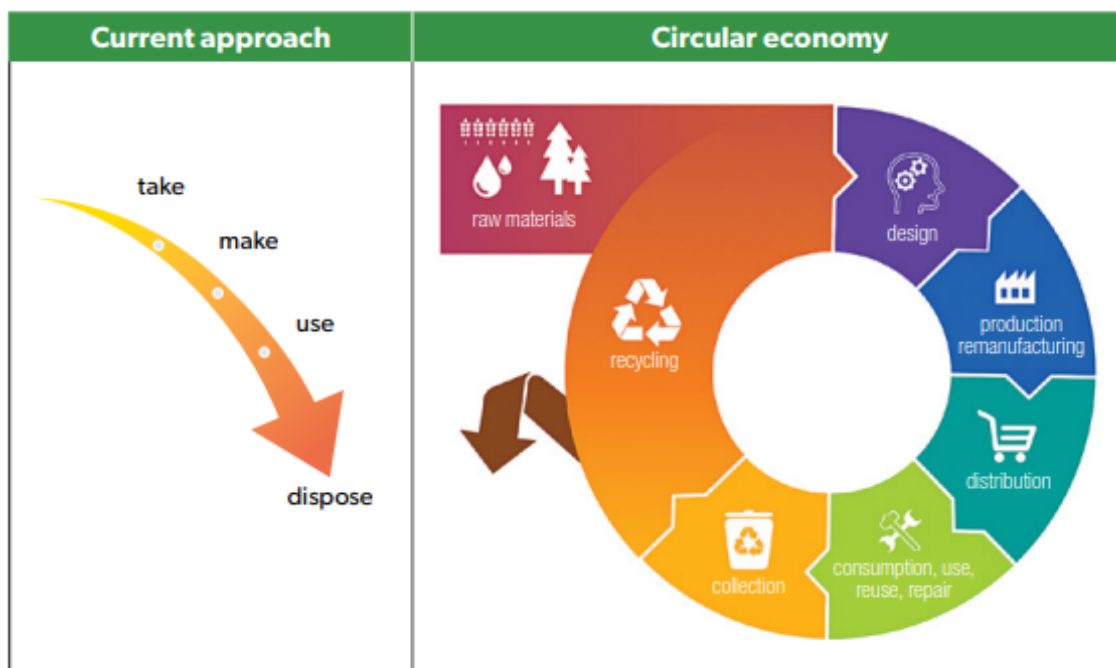 Current approach
Circular economy
take
make
use
dispose
raw materials
design
production
remanufacturing
distribution
consumption, use,
reuse, repair
collection
recycling